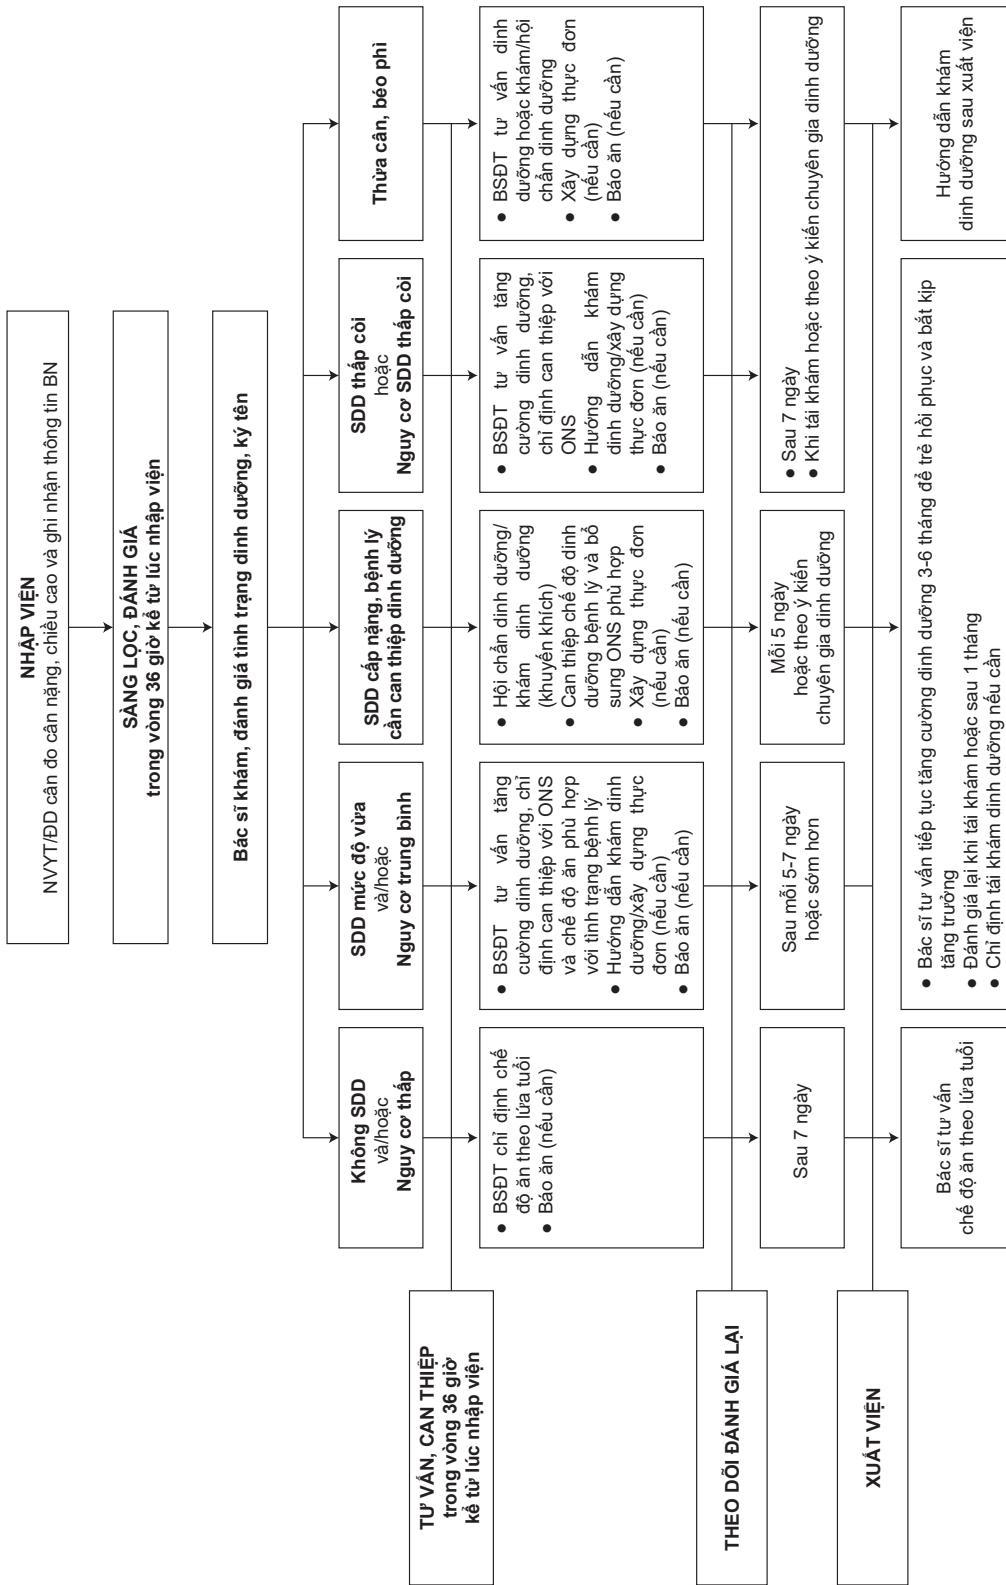 NHẬP VIỆN
NVYT/ĐD cân đo cân nặng, chiều cao và ghi nhận thông tin BN
SÀNG LỌC, ĐÁNH GIÁ
trong vòng 36 giờ kể từ lúc nhập viện
Bác sĩ khám, đánh giá tình trạng dinh dưỡng, ký tên
Không SDD
và/hoặc
Nguy cơ thấp
SDD mức độ vừa
và/hoặc
Nguy cơ trung bình
SDD cấp nặng, bệnh lý
cần can thiệp dinh dưỡng
SDD thấp còi
hoặc
Nguy cơ SDD thấp còi
Thừa cân, béo phì
TƯ VẤN, CAN THIỆP
trong vòng 36 giờ
kể từ lúc nhập viện
● BSĐT chỉ định chế
độ ăn theo lứa tuổi
● Báo ăn (nếu cần)
● BSĐT tư vấn tăng
cường dinh dưỡng, chỉ
định can thiệp với ONS
và chế độ ăn phù hợp
với tình trạng bệnh lý
● Hướng dẫn khám dinh
dưỡng/xây dựng thực
đơn (nếu cần)
● Báo ăn (nếu cần)
● Hội chẩn dinh dưỡng/
khám dinh dưỡng
(khuyến khích)
● Can thiệp chế độ dinh
dưỡng bệnh lý và bổ
sung ONS phù hợp
● Xây dựng thực đơn
(nếu cần)
● Báo ăn (nếu cần)
● BSĐT tư vấn tăng
cường dinh dưỡng,
chỉ định can thiệp với
ONS
● Hướng dẫn khám
dinh dưỡng/xây dựng
thực đơn (nếu cần)
● Báo ăn (nếu cần)
● BSĐT tư vấn dinh
dưỡng hoặc khám/hội
chẩn dinh dưỡng
● Xây dựng thực đơn
(nếu cần)
● Báo ăn (nếu cần)
THEO DÕI ĐÁNH GIÁ LẠI
Sau 7 ngày
Sau mỗi 5-7 ngày
hoặc sớm hơn
Mỗi 5 ngày
hoặc theo ý kiến
chuyên gia dinh dưỡng
● Sau 7 ngày
● Khi tái khám hoặc theo ý kiến chuyên gia dinh dưỡng
XUẤT VIỆN
Bác sĩ tư vấn
chế độ ăn theo lứa tuổi
● Bác sĩ tư vấn tiếp tục tăng cường dinh dưỡng 3-6 tháng để trẻ hồi phục và bắt kịp
tăng trưởng
● Đánh giá lại khi tái khám hoặc sau 1 tháng
● Chỉ định tái khám dinh dưỡng nếu cần
Hướng dẫn khám
dinh dưỡng sau xuất viện